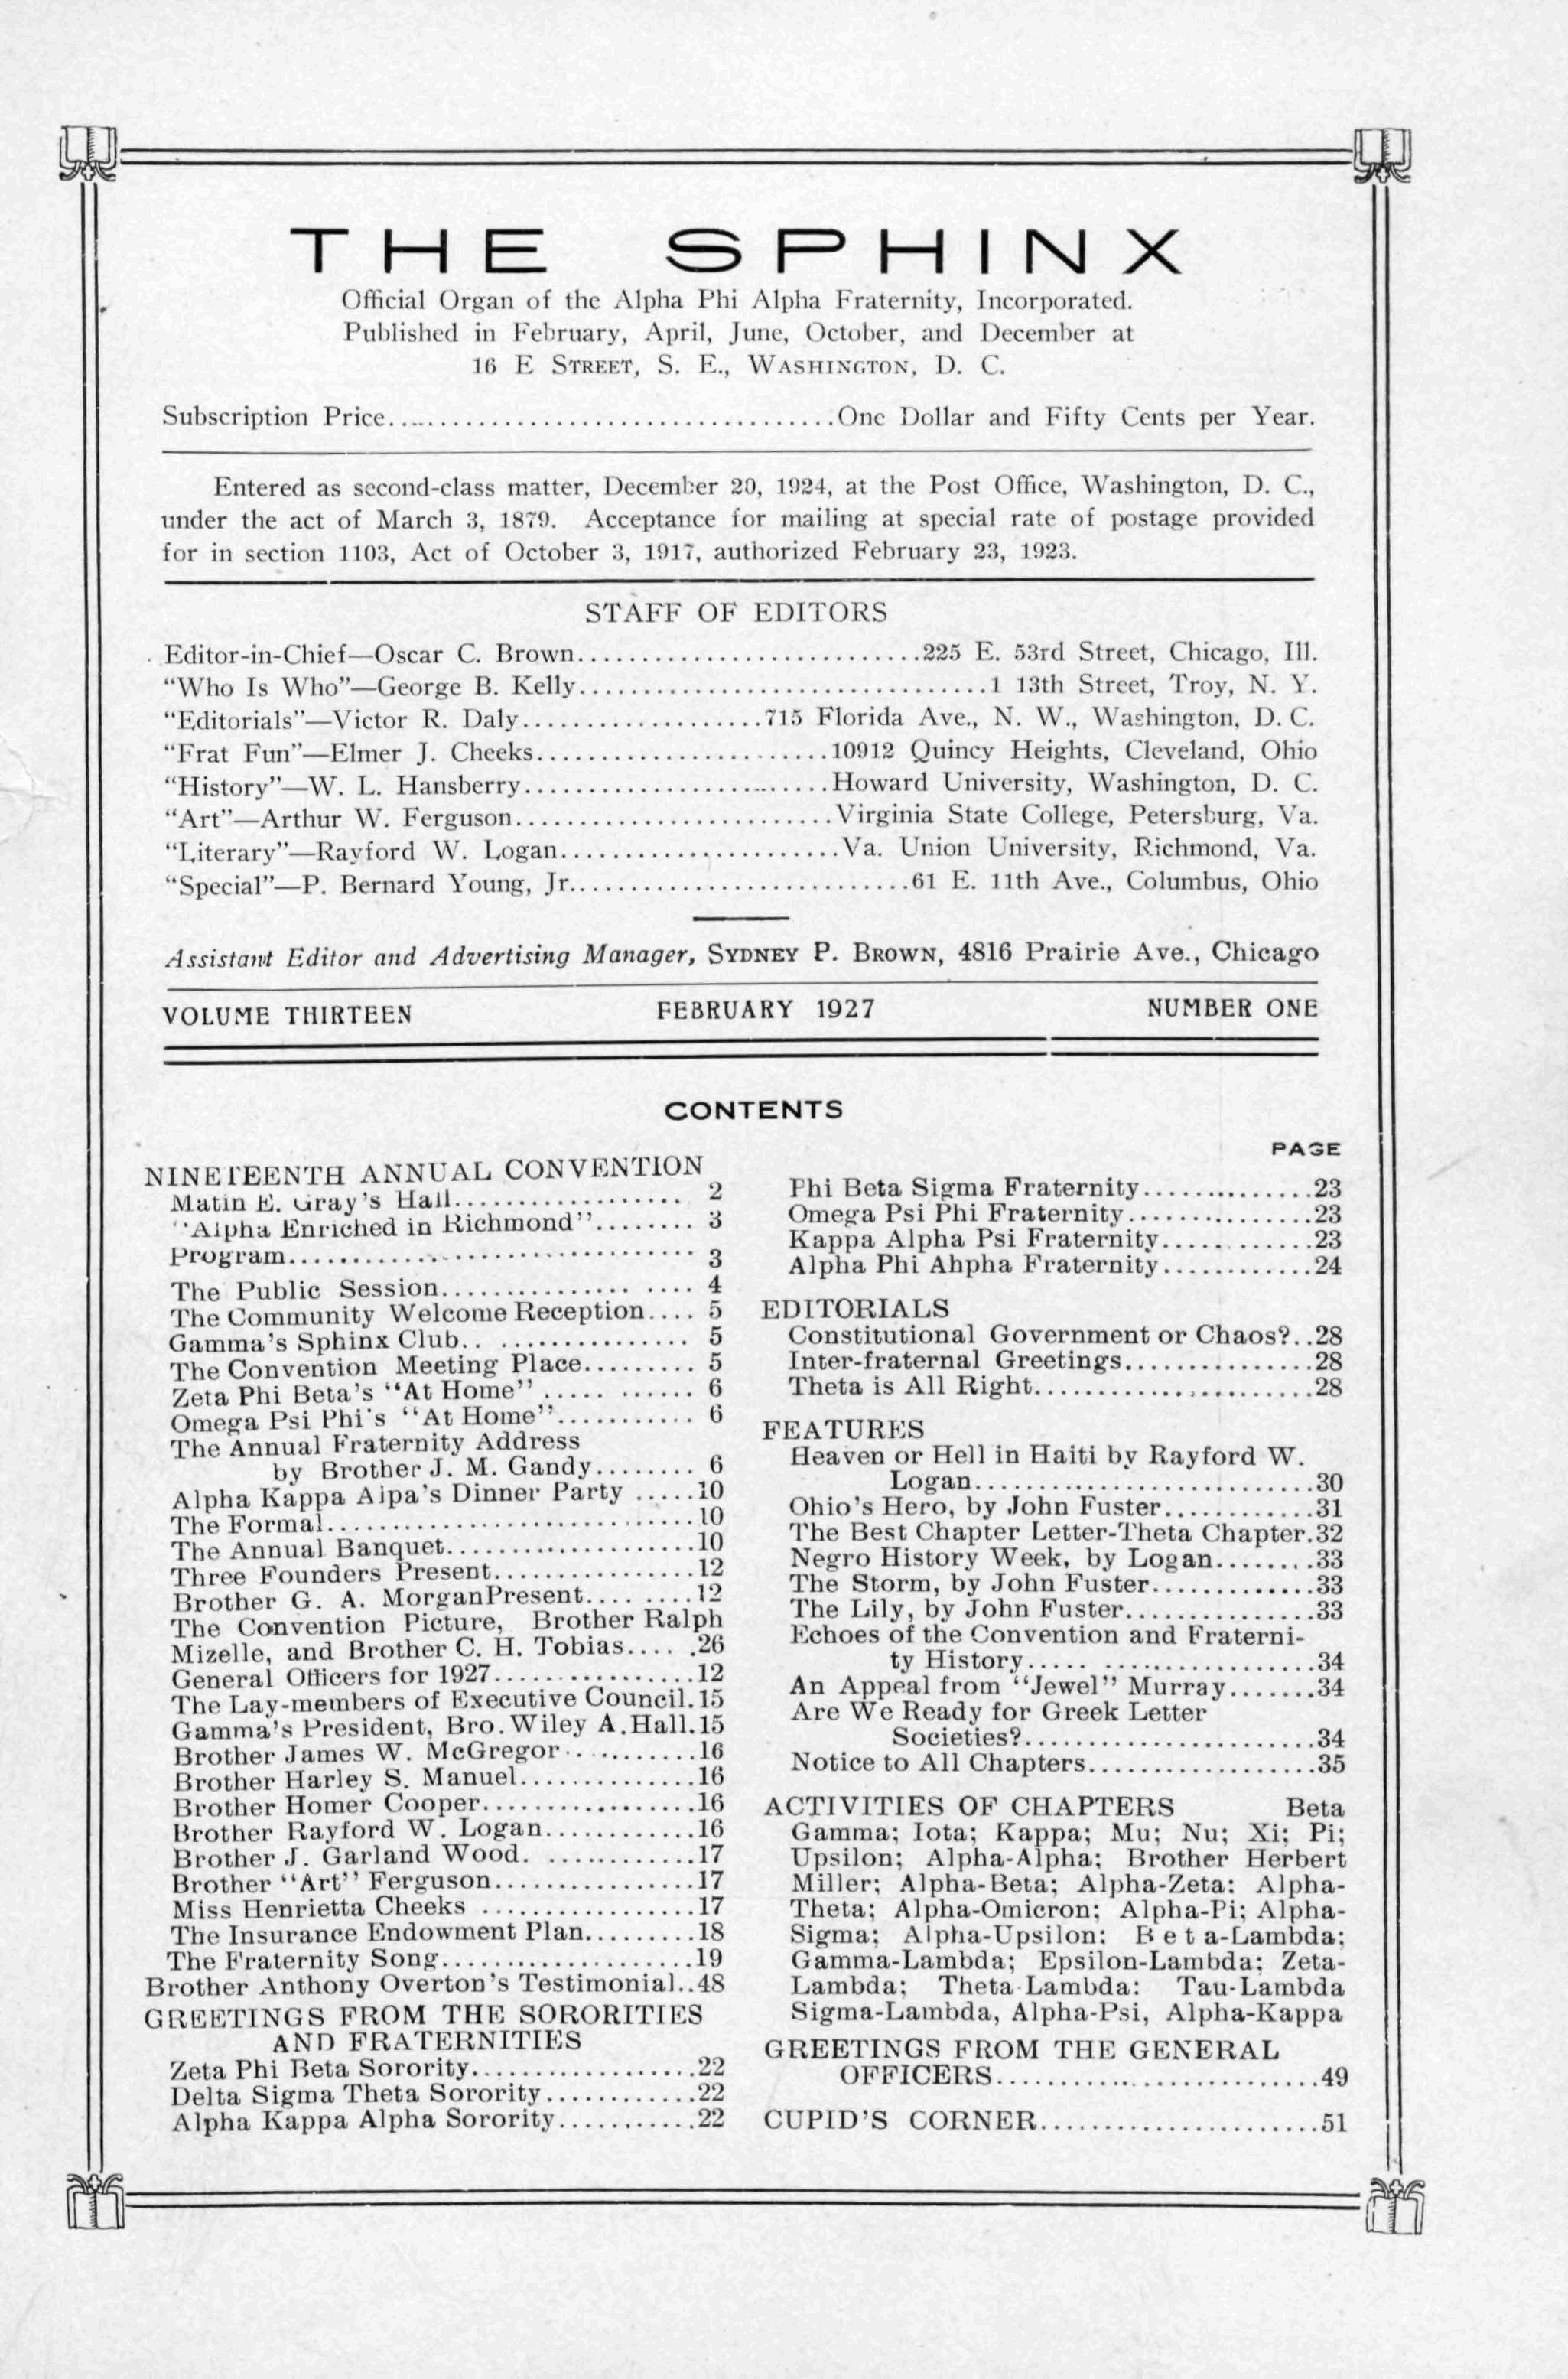 THE SPHINX
Official Organ of the Alpha Phi Alpha Fraternity, Incorporated.
Published in February, April, June, October, and December at
16 E STREET, S. E., WASHINGTON, D. C.
Subscription Price....................................One Dollar and Fifty Cents per Year.
Entered as second-class matter, December 20, 1924, at the Post Office, Washington, D. C.,
under the act of March 3, 1879. Acceptance for mailing at special rate of postage provided
for in section 1103, Act of October 3, 1917, authorized February 23, 1923.
STAFF OF EDITORS
Editor-in-Chief—Oscar C. Brown...........................225 E. 53rd Street, Chicago, Ill.
“Who Is Who”—George B. Kelly................................1 13th Street, Troy, N. Y.
“Editorials”—Victor R. Daly...................715 Florida Ave., N. W., Washington, D. C.
“Frat Fun”—Elmer J. Cheeks.......................10912 Quincy Heights, Cleveland, Ohio
“History”—W. L. Hansberry........................Howard University, Washington, D. C.
“Art”—Arthur W. Ferguson.........................Virginia State College, Petersburg, Va.
“Literary”—Rayford W. Logan......................Va. Union University, Richmond, Va.
“Special”—P. Bernard Young, Jr...........................61 E. 11th Ave., Columbus, Ohio
Assistant Editor and Advertising Manager, SYDNEY P. BROWN, 4816 Prairie Ave., Chicago
VOLUME THIRTEEN FEBRUARY 1927 NUMBER ONE
CONTENTS
NINETEENTH ANNUAL CONVENTION
Matin E. Gray's Hall.................. 2
“Alpha Enriched in Richmond”........ 3
Program................................ 3
The Public Session................... 4
The Community Welcome Reception.... 5
Gamma's Sphinx Club.. ............... 5
The Convention Meeting Place......... 5
Zeta Phi Beta's “At Home” ..... ...... 6
Omega Psi Phi's “At Home”........... 6
The Annual Fraternity Address
by Brother J. M. Gandy........ 6
Alpha Kappa Alpa's Dinner Party .....10
The Formal.............................10
The Annual Banquet....................10
Three Founders Present................12
Brother G. A. MorganPresent.........12
The Convention Picture, Brother Ralph
Mizelle, and Brother C. H. Tobias.... .26
General Officers for 1927................12
The Lay-members of Executive Council.15
Gamma's President, Bro. Wiley A.Hall.15
Brother James W. McGregor...........16
Brother Harley S. Manuel..............16
Brother Homer Cooper.................16
Brother Rayford W. Logan............16
Brother J. Garland Wood. ............17
Brother “Art” Ferguson................17
Miss Henrietta Cheeks .................17
The Insurance Endowment Plan.........18
The Fraternity Song....................19
Brother Anthony Overton's Testimonial..48
GREETINGS FROM THE SORORITIES
AND FRATERNITIES
Zeta Phi Beta Sorority..................22
Delta Sigma Theta Sorority............22
Alpha Kappa Alpha Sorority...........22
PAGE
Phi Beta Sigma Fraternity..............23
Omega Psi Phi Fraternity...............23
Kappa Alpha Psi Fraternity............23
Alpha Phi Ahpha Fraternity............24
EDITORIALS
Constitutional Government or Chaos?..28
Inter-fraternal Greetings...............28
Theta is All Right......................28
FEATURES
Heaven or Hell in Haiti by Rayford W.
Logan...........................30
Ohio's Hero, by John Fuster............31
The Best Chapter Letter-Theta Chapter.32
Negro History Week, by Logan........33
The Storm, by John Fuster.............33
The Lily, by John Fuster...............33
Echoes of the Convention and Fraterni-
ty History..... .................34
An Appeal from “Jewel” Murray.......34
Are We Ready for Greek Letter
Societies?.......................34
Notice to All Chapters..................35
ACTIVITIES OF CHAPTERS Beta
Gamma; Iota; Kappa; Mu; Nu; Xi; Pi;
Upsilon; Alpha-Alpha; Brother Herbert
Miller; Alpha-Beta; Alpha-Zeta: Alpha-
Theta; Alpha-Omicron; Alpha-Pi; Alpha-
Sigma; Alpha-Upsilon: Beta-Lambda;
Gamma-Lambda; Epsilon-Lambda; Zeta-
Lambda; Theta-Lambda: Tau-Lambda
Sigma-Lambda, Alpha-Psi, Alpha-Kappa
GREETINGS FROM THE GENERAL
OFFICERS..........................49
CUPID'S CORNER......................51